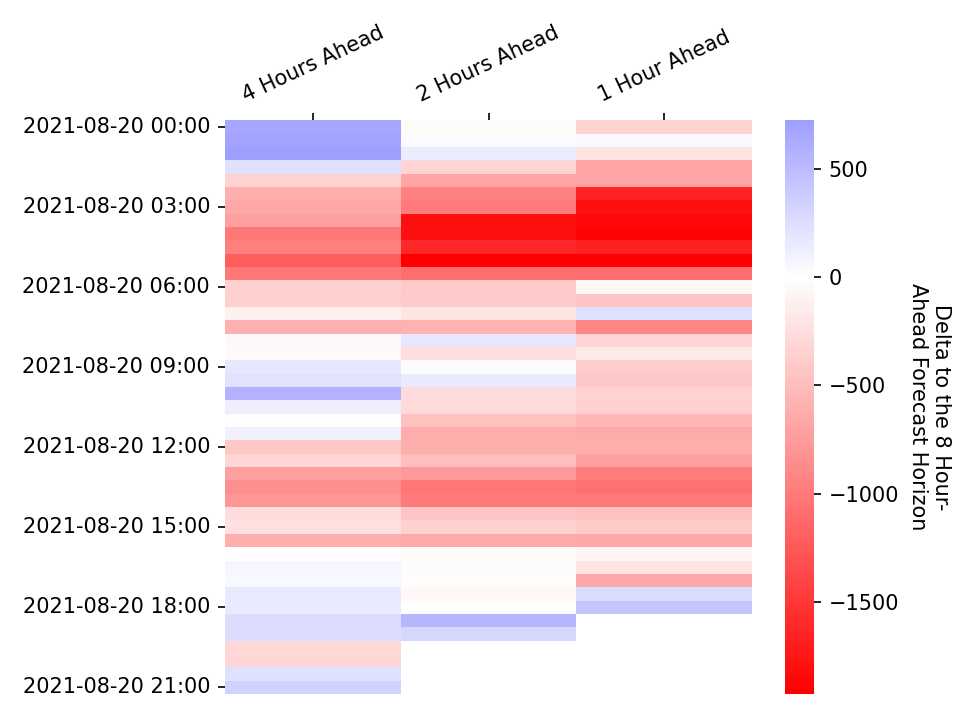 4 Hours Ahead
2 Hours Ahead
1 Hour Ahead
2021-08-20 00:00
2021-08-20 03:00
2021-08-20 06:00
2021-08-20 09:00
2021-08-20 12:00
2021-08-20 15:00
2021-08-20 18:00
2021-08-20 21:00
500
0
−500
−1000
−1500
Delta to the 8 Hour-
Ahead Forecast Horizon